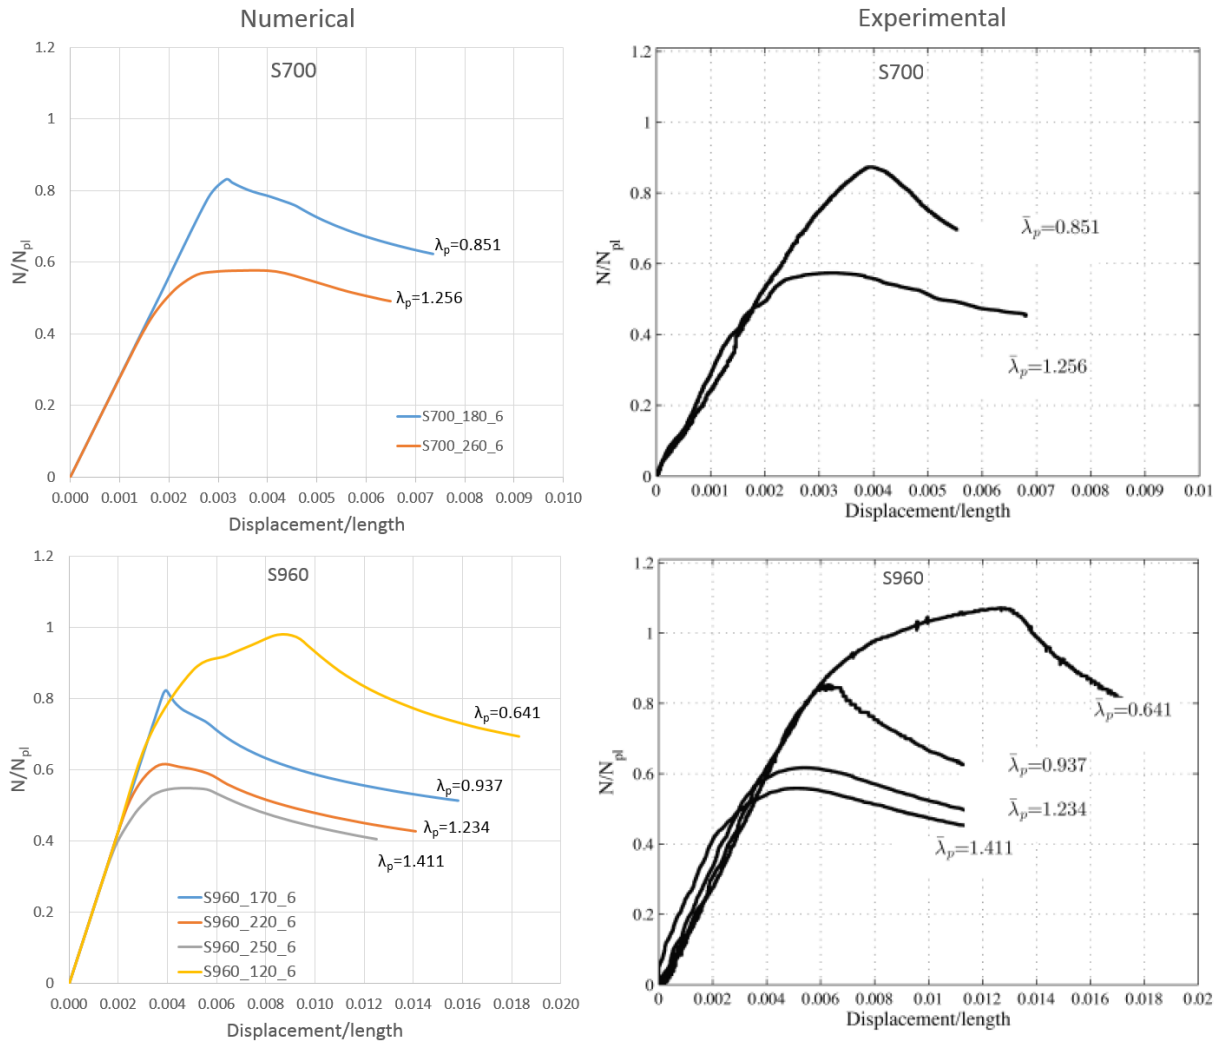 Numerical
Experimental
S700
1.2
1
0.8
0.6
0.4
0.2
0
N/Npl
λp=0.851
λp=1.256
S700_180_6
S700_260_6
0.000 0.001 0.002 0.003 0.004 0.005 0.006 0.007 0.008 0.009 0.010
Displacement/length
S700
1.2
1
0.8
0.6
0.4
0.2
0
N/Npl
λ̄p=0.851
λ̄p=1.256
0 0.001 0.002 0.003 0.004 0.005 0.006 0.007 0.008 0.009 0.01
Displacement/length
S960
1.2
1
0.8
0.6
0.4
0.2
0
N/Npl
λp=0.641
λp=0.937
λp=1.234
λp=1.411
S960_170_6
S960_220_6
S960_250_6
S960_120_6
0.000 0.002 0.004 0.006 0.008 0.010 0.012 0.014 0.016 0.018 0.020
Displacement/length
S960
1.2
1
0.8
0.6
0.4
0.2
0
N/Npl
λ̄p=0.641
λ̄p=0.937
λ̄p=1.234
λ̄p=1.411
0 0.002 0.004 0.006 0.008 0.01 0.012 0.014 0.016 0.018 0.02
Displacement/length